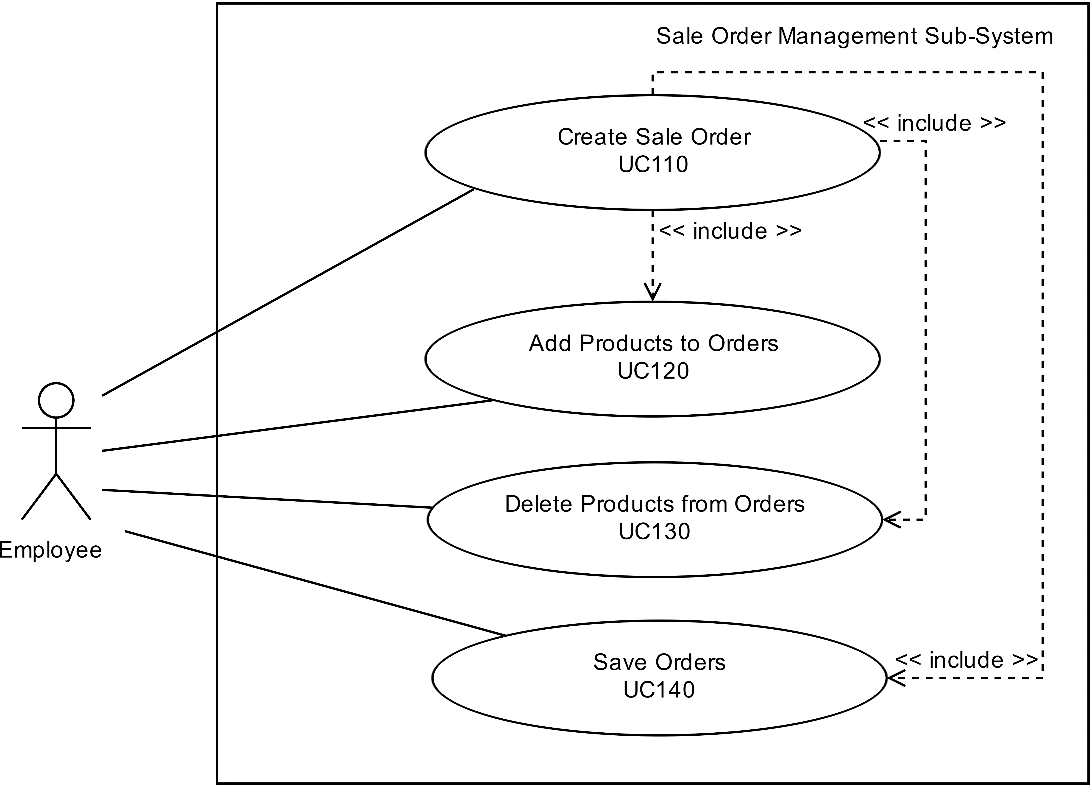 Sale Order Management Sub-System
<< include >>
Create Sale Order
UC110
<< include >>
Add Products to Orders
UC120
Delete Products from Orders
UC130
Employee
Save Orders
UC140
<< include >>